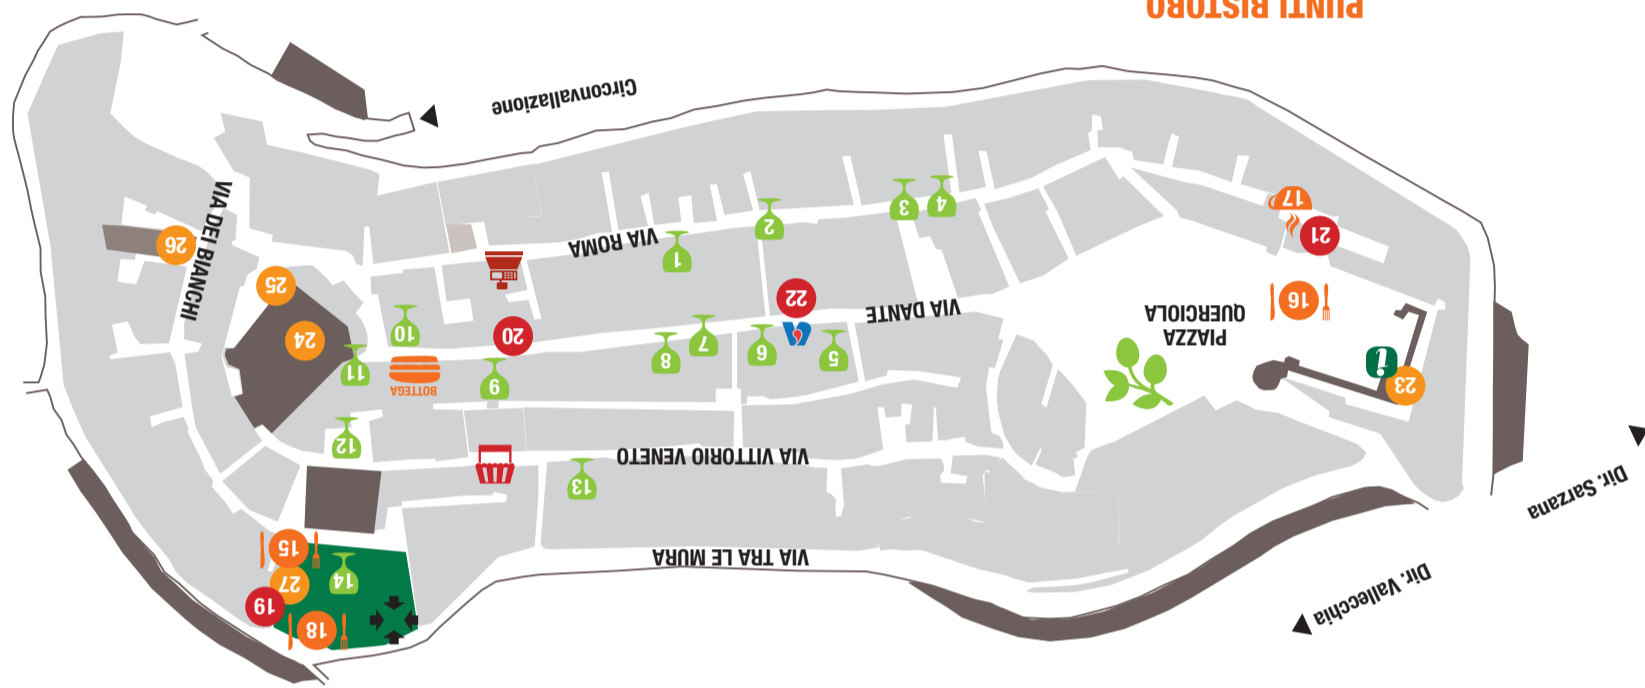 18
19
Dir. Vallecchia
27
14
VIA TRA LE MURA
15
Dir. Sarzana
13
VIA VITTORIO VENETO
12
BOTTEGA
23
9
11
i
5
6
8
7
24
20
PIAZZA
QUERCIOLA
10
VIA DANTE
16
22
25
VIA DEI BIANCHI
1
26
VIA ROMA
21
2
3
4
17
Circonvallazione
PUNTI RISTORO